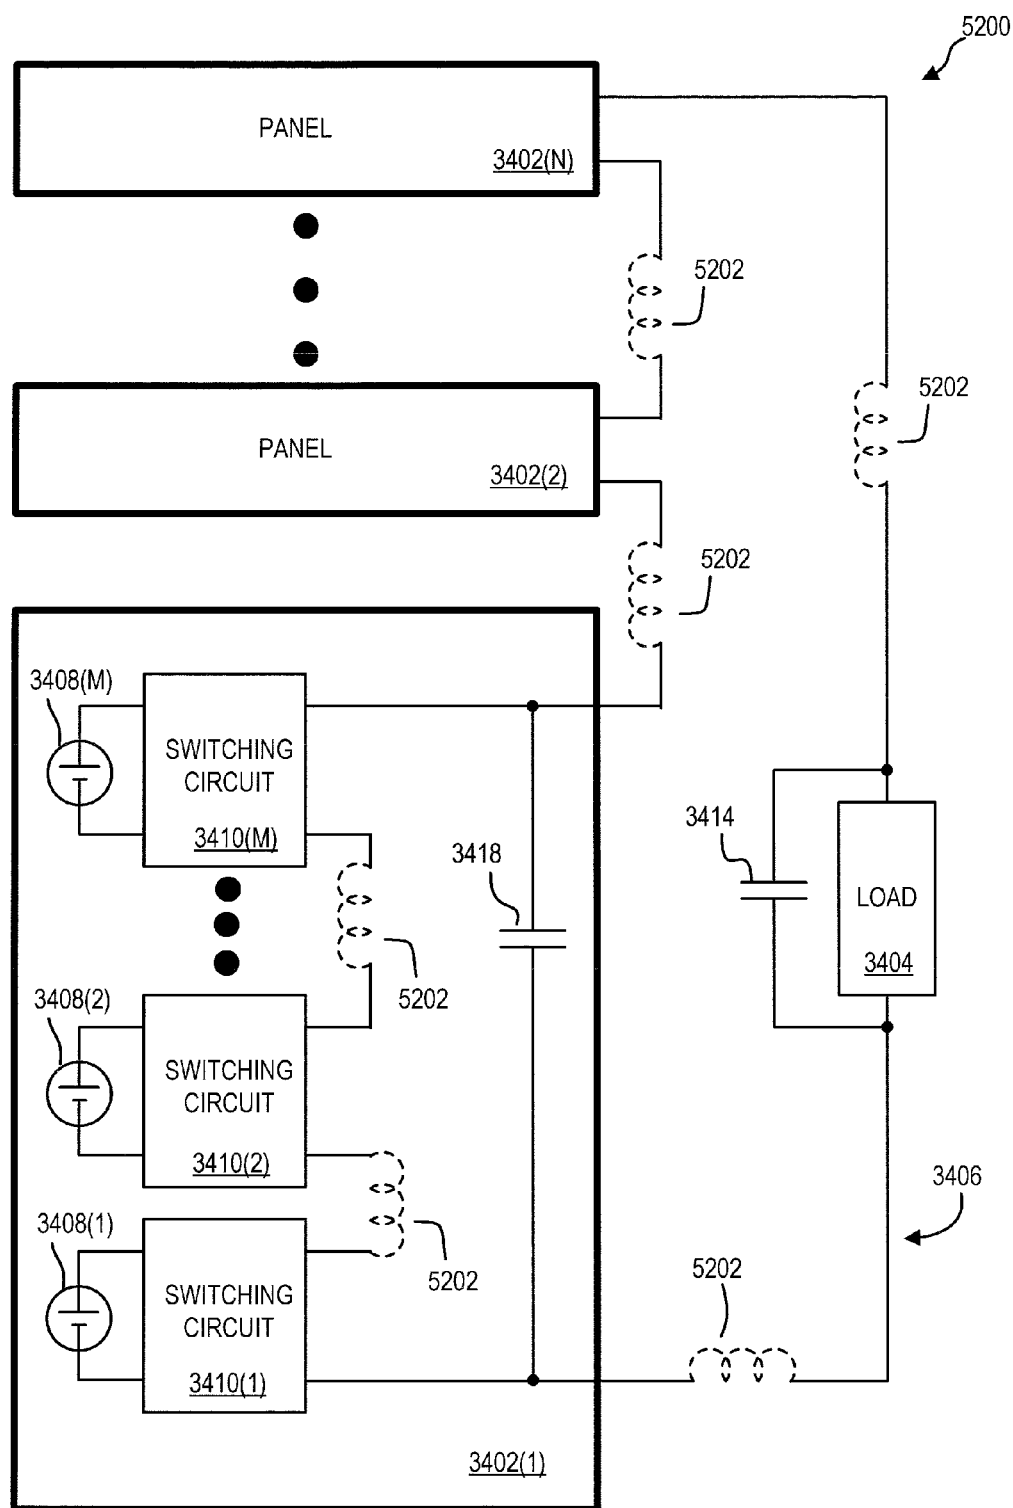 5200
PANEL
3402(N)
5202
5202
PANEL
3402(2)
5202
3408(M)
SWITCHING
CIRCUIT
3410(M)
3418
3414
LOAD
3404
5202
3408(2)
SWITCHING
CIRCUIT
3410(2)
3406
3408(1)
5202
5202
SWITCHING
CIRCUIT
3410(1)
3402(1)